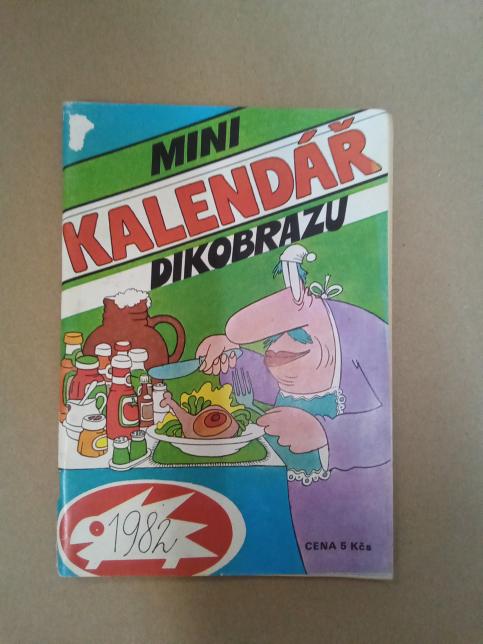 MINI
KALENDÁŘ
DIKOBRAZU
1982
CENA 5 Kčs